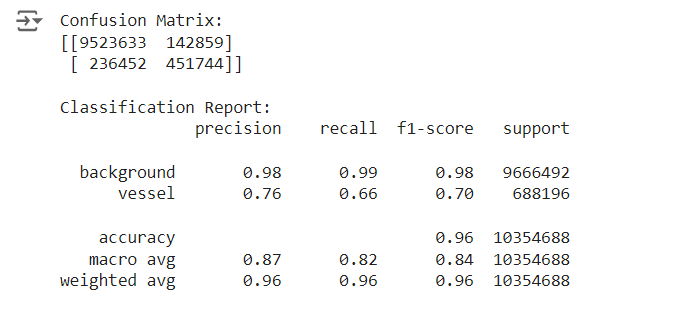 Confusion Matrix:
[[9523633  142859]
 [ 236452  451744]]
Classification Report:
              precision    recall  f1-score   support
  background       0.98      0.99      0.98   9666492
      vessel       0.76      0.66      0.70    688196
    accuracy                           0.96  10354688
   macro avg       0.87      0.82      0.84  10354688
weighted avg       0.96      0.96      0.96  10354688